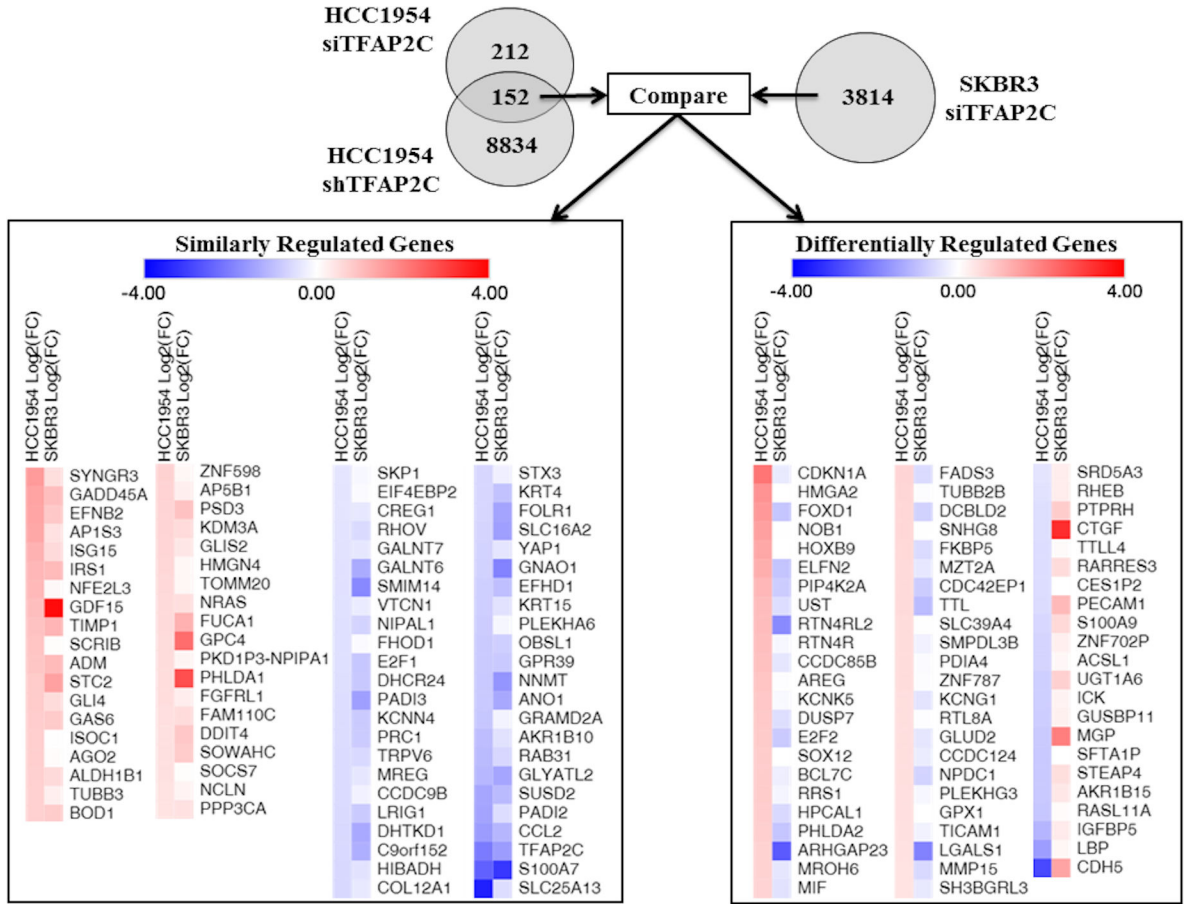 HCC1954
siTFAP2C
212
152
8834
HCC1954
shTFAP2C
Compare
3814
SKBR3
siTFAP2C
Similarly Regulated Genes
-4.00 0.00 4.00
HCC1954 Log2(FC)
SKBR3 Log2(FC)
SYNGR3
GADD45A
EFNB2
AP1S3
ISG15
IRS1
NFE2L3
GDF15
TIMP1
SCRIB
ADM
STC2
GLI4
GAS6
ISOC1
AGO2
ALDH1B1
TUBB3
BOD1
HCC1954 Log2(FC)
SKBR3 Log2(FC)
ZNF598
AP5B1
PSD3
KDM3A
GLIS2
HMGN4
TOMM20
NRAS
FUCA1
GPC4
PKD1P3-NPIPA1
PHLDA1
FGFRL1
FAM110C
DDIT4
SOWAHC
SOCS7
NCLN
PPP3CA
HCC1954 Log2(FC)
SKBR3 Log2(FC)
SKP1
EIF4EBP2
CREG1
RHOV
GALNT7
GALNT6
SMIM14
VTCN1
NIPAL1
FHOD1
E2F1
DHCR24
PADI3
KCNN4
PRC1
TRPV6
MREG
CCDC9B
LRIG1
DHTKD1
C9orf152
HIBADH
COL12A1
HCC1954 Log2(FC)
SKBR3 Log2(FC)
STX3
KRT4
FOLR1
SLC16A2
YAP1
GNAO1
EFHD1
KRT15
PLEKHA6
OBSL1
GPR39
NNMT
ANO1
GRAMD2A
AKR1B10
RAB31
GLYATL2
SUSD2
PADI2
CCL2
TFAP2C
S100A7
SLC25A13
Differentially Regulated Genes
-4.00 0.00 4.00
HCC1954 Log2(FC)
SKBR3 Log2(FC)
CDKN1A
HMGA2
FOXD1
NOB1
HOXB9
ELFN2
PIP4K2A
UST
RTN4RL2
RTN4R
CCDC85B
AREG
KCNK5
DUSP7
E2F2
SOX12
BCL7C
RRS1
HPCAL1
PHLDA2
ARHGAP23
MROH6
MIF
HCC1954 Log2(FC)
SKBR3 Log2(FC)
FADS3
TUBB2B
DCBLD2
SNHG8
FKBP5
MZT2A
CDC42EP1
TTL
SLC39A4
SMPDL3B
PDIA4
ZNF787
KCNG1
RTL8A
GLUD2
CCDC124
NPDC1
PLEKHG3
GPX1
TICAM1
LGALS1
MMP15
SH3BGRL3
HCC1954 Log2(FC)
SKBR3 Log2(FC)
SRD5A3
RHEB
PTPRH
CTGF
TTLL4
RARRES3
CES1P2
PECAM1
S100A9
ZNF702P
ACSL1
UGT1A6
ICK
GUSBP11
MGP
SFTA1P
STEAP4
AKR1B15
RASL11A
IGFBP5
LBP
CDH5